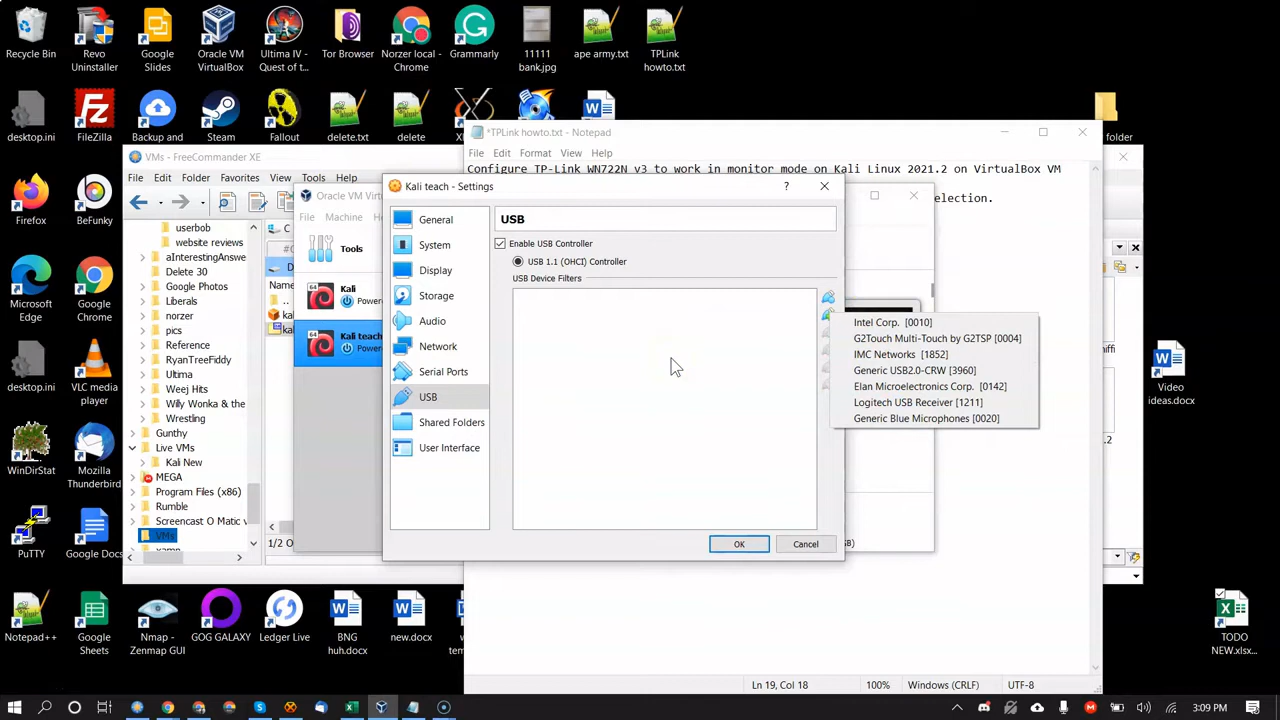 Recycle Bin
Revo
Uninstaller
Google
Slides
Oracle VM
VirtualBox
Ultima IV -
Quest of t...
Tor Browser
Norzer local -
Chrome
Grammarly
11111
bank.jpg
ape army.txt
TPLink
howto.txt
desktop.ini
FileZilla
Backup and
Steam
Fallout
delete.txt
delete
folder
*TPLink howto.txt - Notepad
File Edit Format View Help
Configure TP-Link WN722N v3 to work in monitor mode on Kali Linux 2021.2 on VirtualBox VM
election.
VMs - FreeCommander XE
File Edit Folder Favorites View Tools Help
userbob
website reviews
aInterestingAnswe
Delete 30
Google Photos
Liberals
norzer
pics
Reference
RyanTreeFiddy
Ultima
Weej Hits
Willy Wonka & the
Wrestling
Gunthy
Live VMs
Kali New
MEGA
Program Files (x86)
Rumble
Screencast O Matic v
VMs
xamp
C
Name
..
1/2 O
Oracle VM Virtu
File Machine
Tools
64
Kali
Powere
64
Kali teach
Powere
Kali teach - Settings
?
General
System
Display
Storage
Audio
Network
Serial Ports
USB
Shared Folders
User Interface
USB
Enable USB Controller
USB 1.1 (OHCI) Controller
USB Device Filters
OK
Cancel
Intel Corp. [0010]
G2Touch Multi-Touch by G2TSP [0004]
IMC Networks [1852]
Generic USB2.0-CRW [3960]
Elan Microelectronics Corp. [0142]
Logitech USB Receiver [1211]
Generic Blue Microphones [0020]
Firefox
BeFunky
Microsoft
Edge
Google
Chrome
desktop.ini
VLC media
player
WinDirStat
Mozilla
Thunderbird
PuTTY
Google Docs
Video
ideas.docx
Notepad++
Google
Sheets
Nmap -
Zenmap GUI
GOG GALAXY
Ledger Live
BNG
huh.docx
new.docx
TODO
NEW.xlsx...
Ln 19, Col 18
100%
Windows (CRLF)
UTF-8
3:09 PM